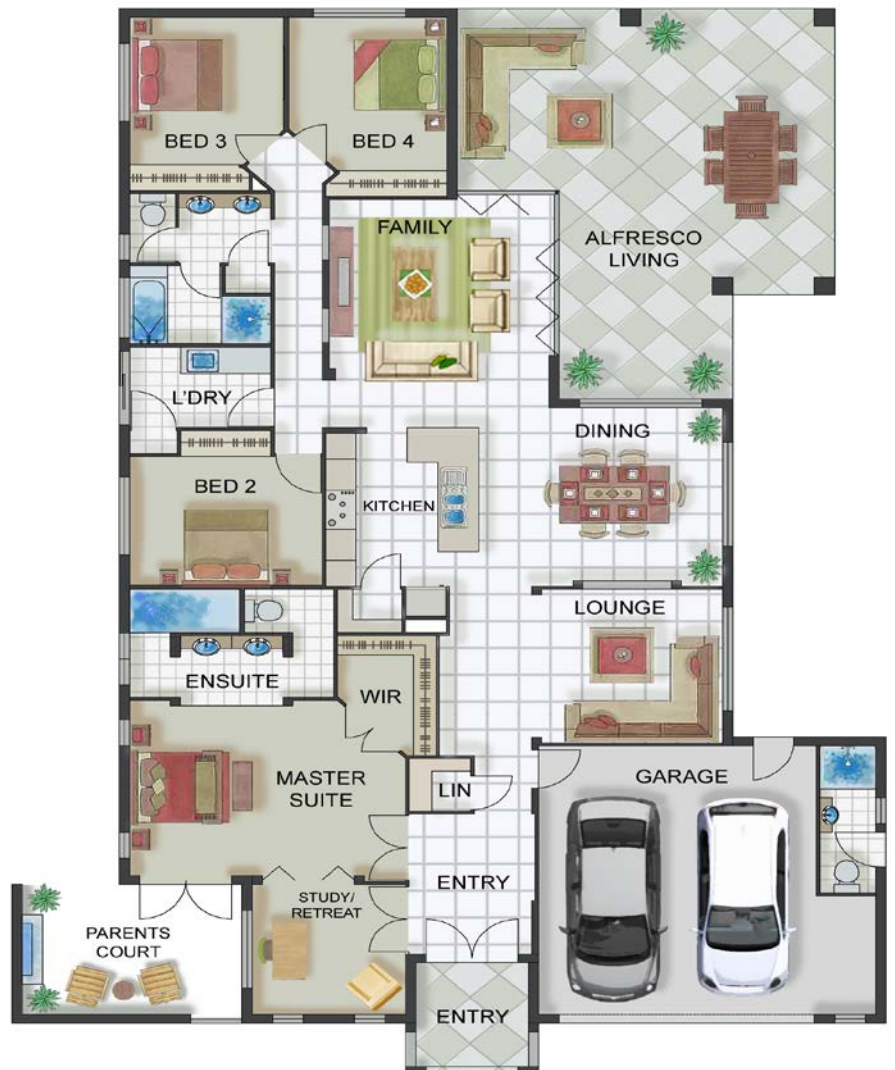 BED 3
BED 4
FAMILY
ALFRESCO
LIVING
L'DRY
DINING
BED 2
KITCHEN
LOUNGE
ENSUITE
WIR
MASTER
SUITE
LIN
GARAGE
STUDY/
RETREAT
ENTRY
PARENTS
COURT
ENTRY